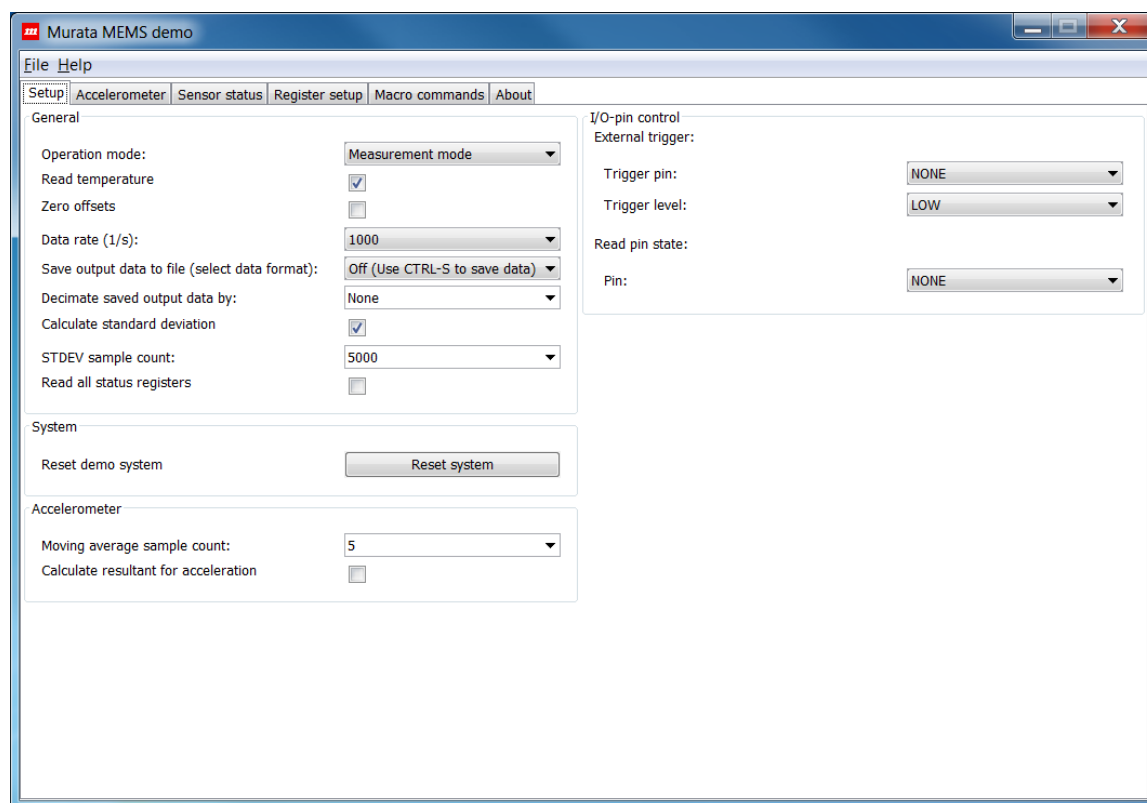 Murata MEMS demo
File Help
Setup Accelerometer Sensor status Register setup Macro commands About
General
Operation mode: Measurement mode
Read temperature
Zero offsets
Data rate (1/s): 1000
Save output data to file (select data format): Off (Use CTRL-S to save data)
Decimate saved output data by: None
Calculate standard deviation
STDEV sample count: 5000
Read all status registers
System
Reset demo system Reset system
Accelerometer
Moving average sample count: 5
Calculate resultant for acceleration
I/O-pin control
External trigger:
Trigger pin: NONE
Trigger level: LOW
Read pin state:
Pin: NONE